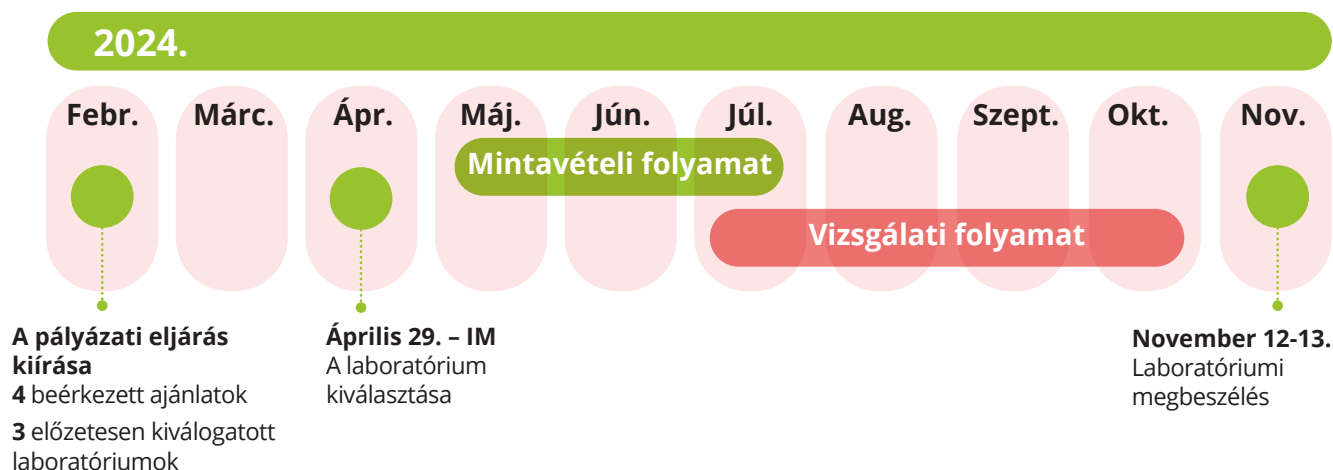 2024.
Febr. Márc. Ápr. Máj. Jún. Júl. Aug. Szept. Okt. Nov.
Mintavételi folyamat
Vizsgálati folyamat
A pályázati eljárás
kiírása
4 beérkezett ajánlatok
3 előzetesen kiválogatott
laboratóriumok
Április 29. – IM
A laboratórium
kiválasztása
November 12-13.
Laboratóriumi
megbeszélés